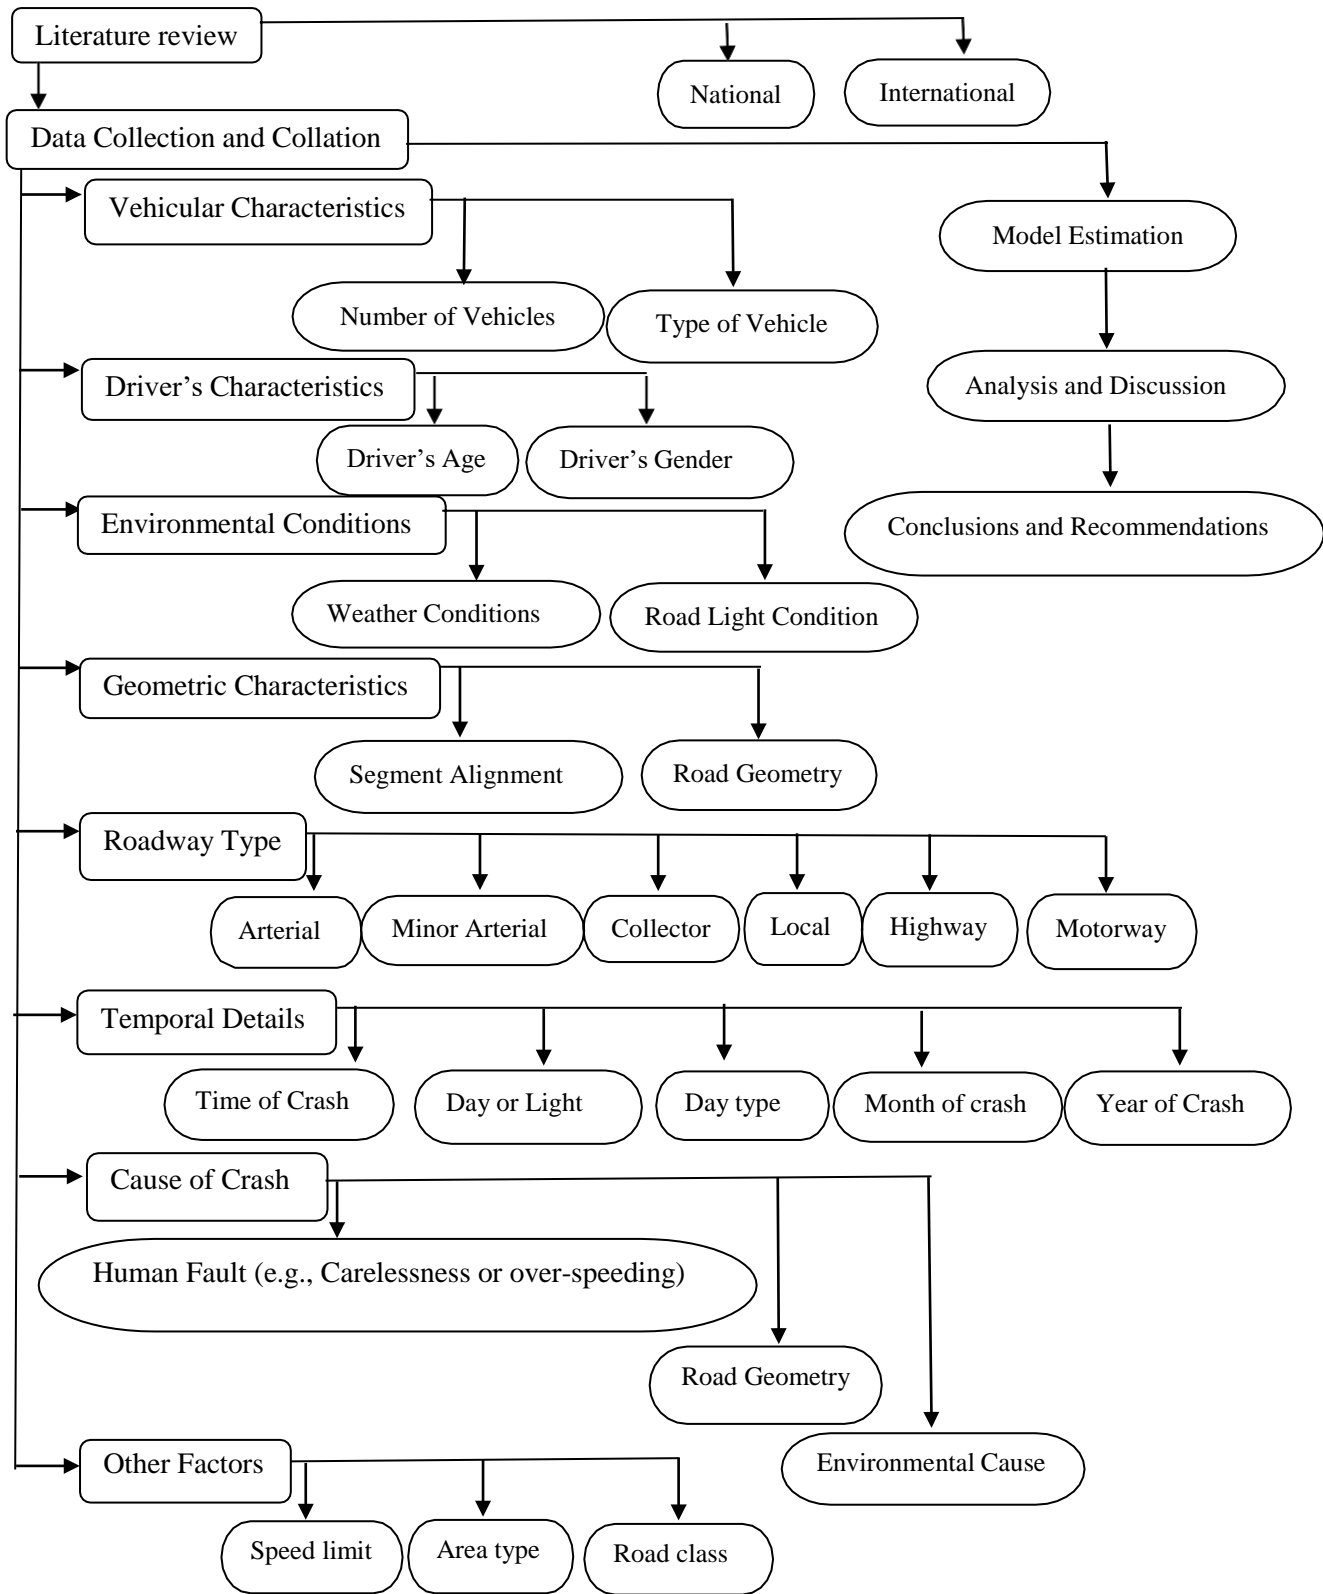 Literature review
National
International
Data Collection and Collation
Vehicular Characteristics
Model Estimation
Number of Vehicles
Type of Vehicle
Driver’s Characteristics
Analysis and Discussion
Driver’s Age
Driver’s Gender
Environmental Conditions
Conclusions and Recommendations
Weather Conditions
Road Light Condition
Geometric Characteristics
Segment Alignment
Road Geometry
Roadway Type
Arterial
Minor Arterial
Collector
Local
Highway
Motorway
Temporal Details
Time of Crash
Day or Light
Day type
Month of crash
Year of Crash
Cause of Crash
Human Fault (e.g., Carelessness or over-speeding)
Road Geometry
Environmental Cause
Other Factors
Speed limit
Area type
Road class